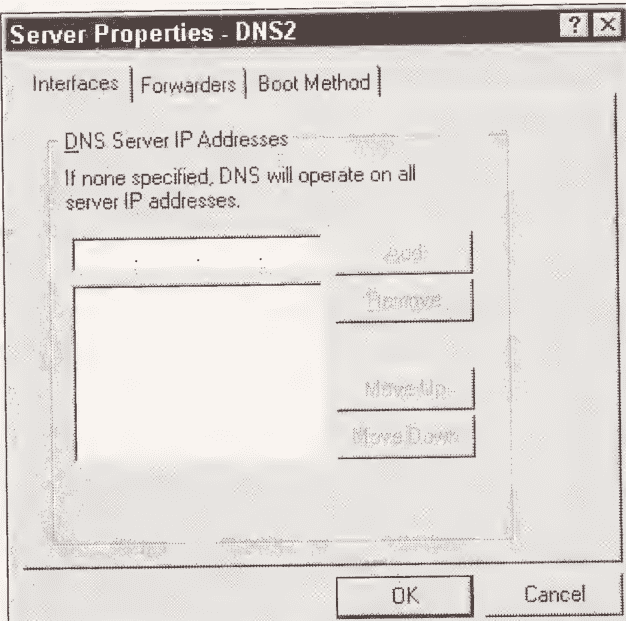 Server Properties - DNS2
? X
Interfaces
Forwarders
Boot Method
DNS Server IP Addresses
If none specified, DNS will operate on all
server IP addresses.
. . .
Add
Remove
Move Up
Move Down
OK
Cancel